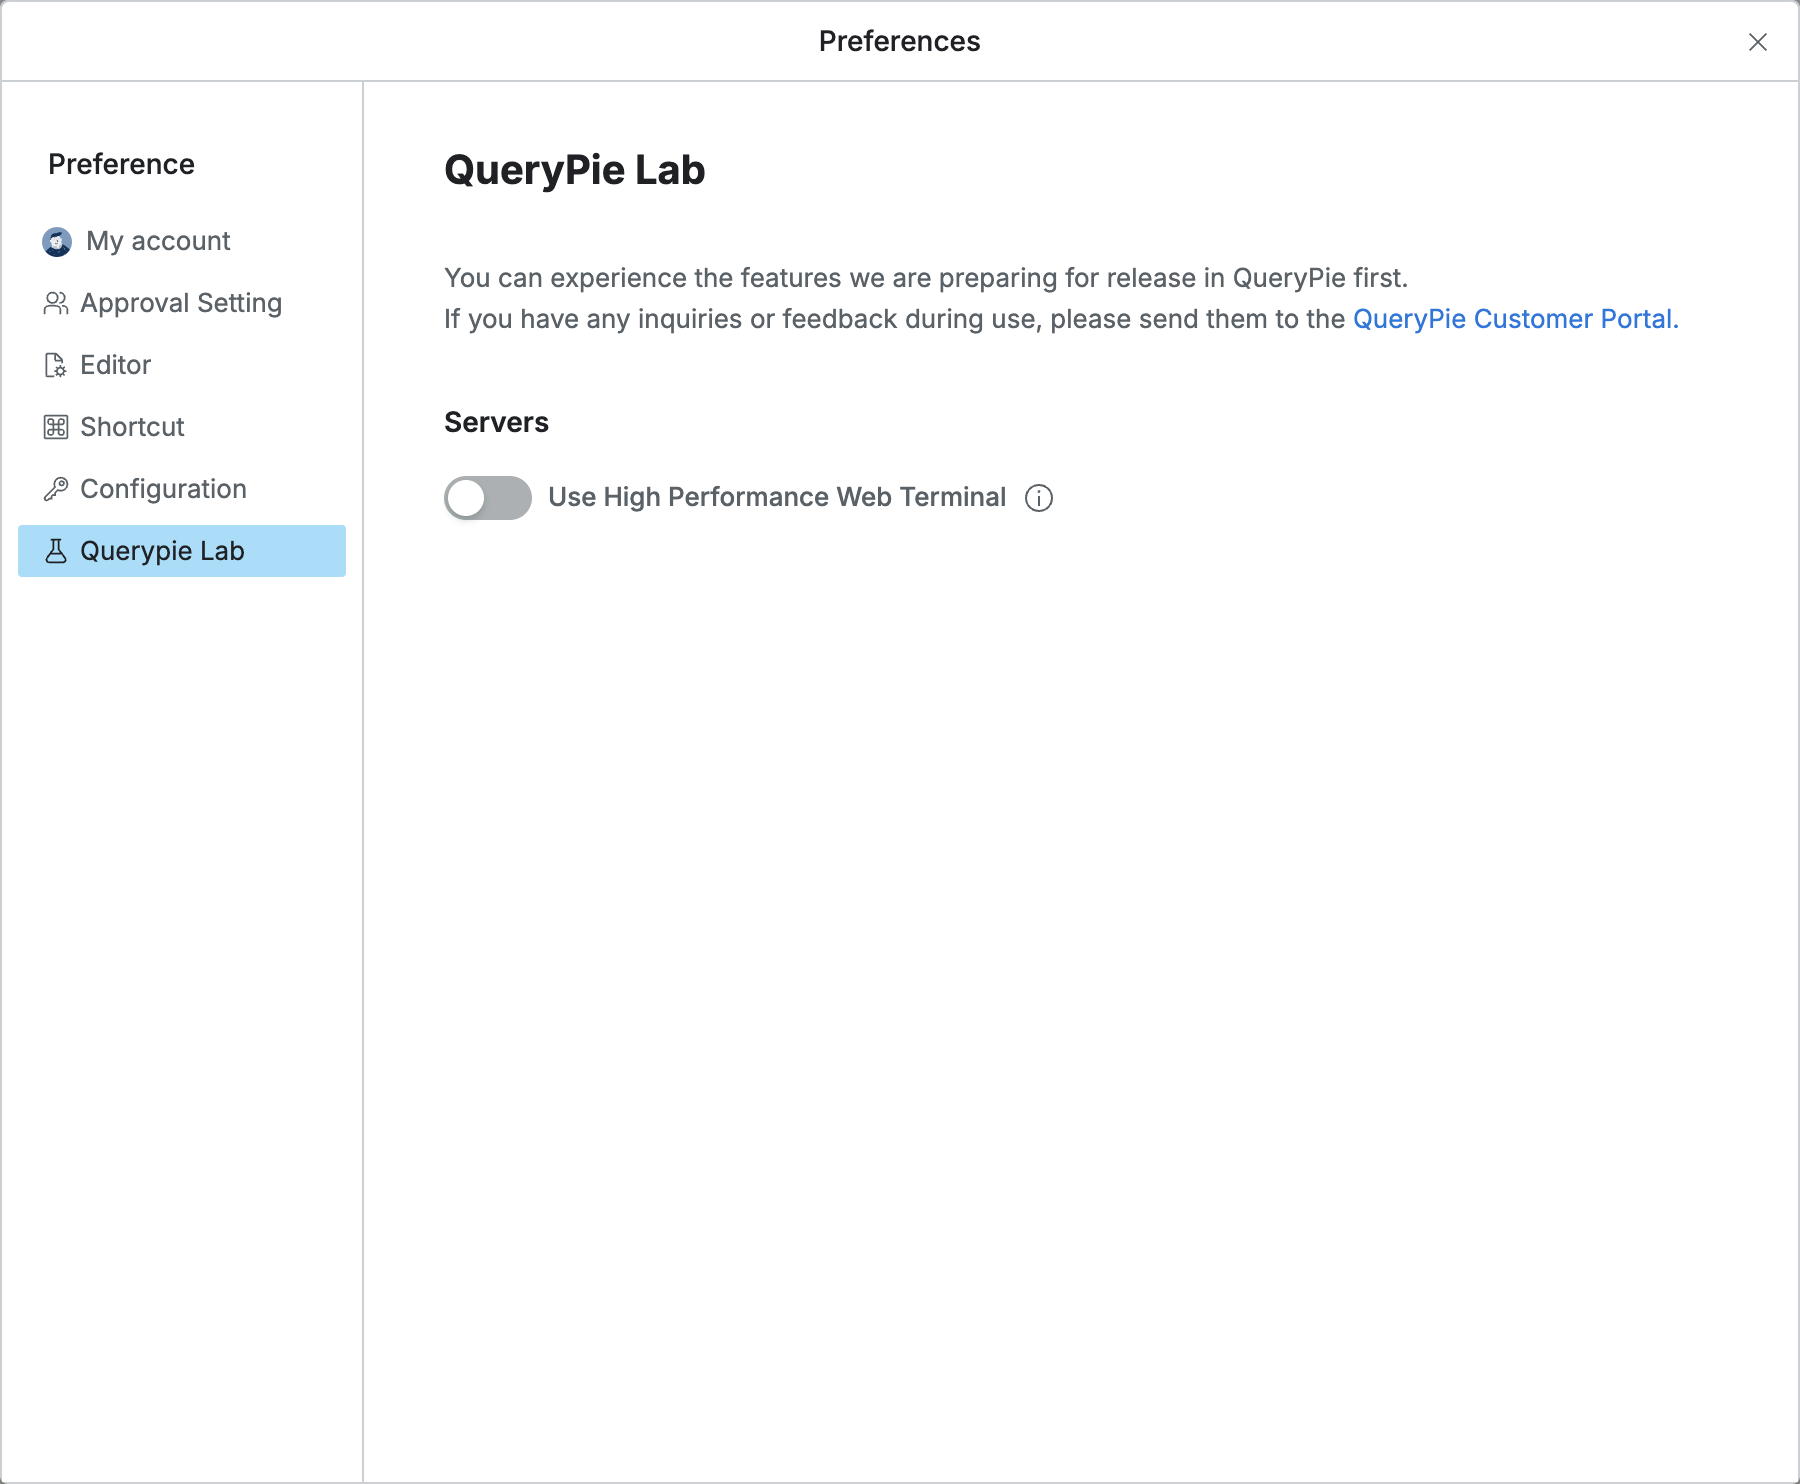 Preferences
Preference
My account
Approval Setting
Editor
Shortcut
Configuration
Querypie Lab
QueryPie Lab
You can experience the features we are preparing for release in QueryPie first.
If you have any inquiries or feedback during use, please send them to the QueryPie Customer Portal.
Servers
Use High Performance Web Terminal